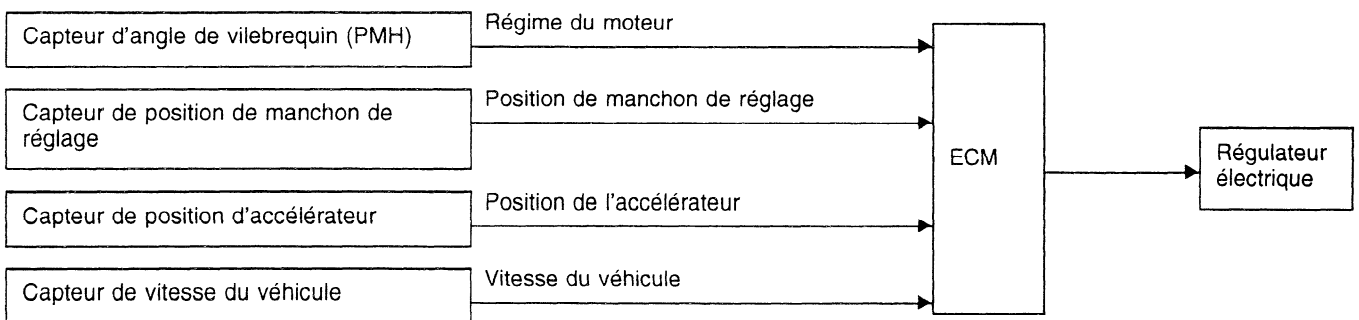 Capteur d'angle de vilebrequin (PMH)
Régime du moteur
Capteur de position de manchon de
réglage
Position de manchon de réglage
Capteur de position d'accélérateur
Position de l'accélérateur
Capteur de vitesse du véhicule
Vitesse du véhicule
ECM
Régulateur
électrique